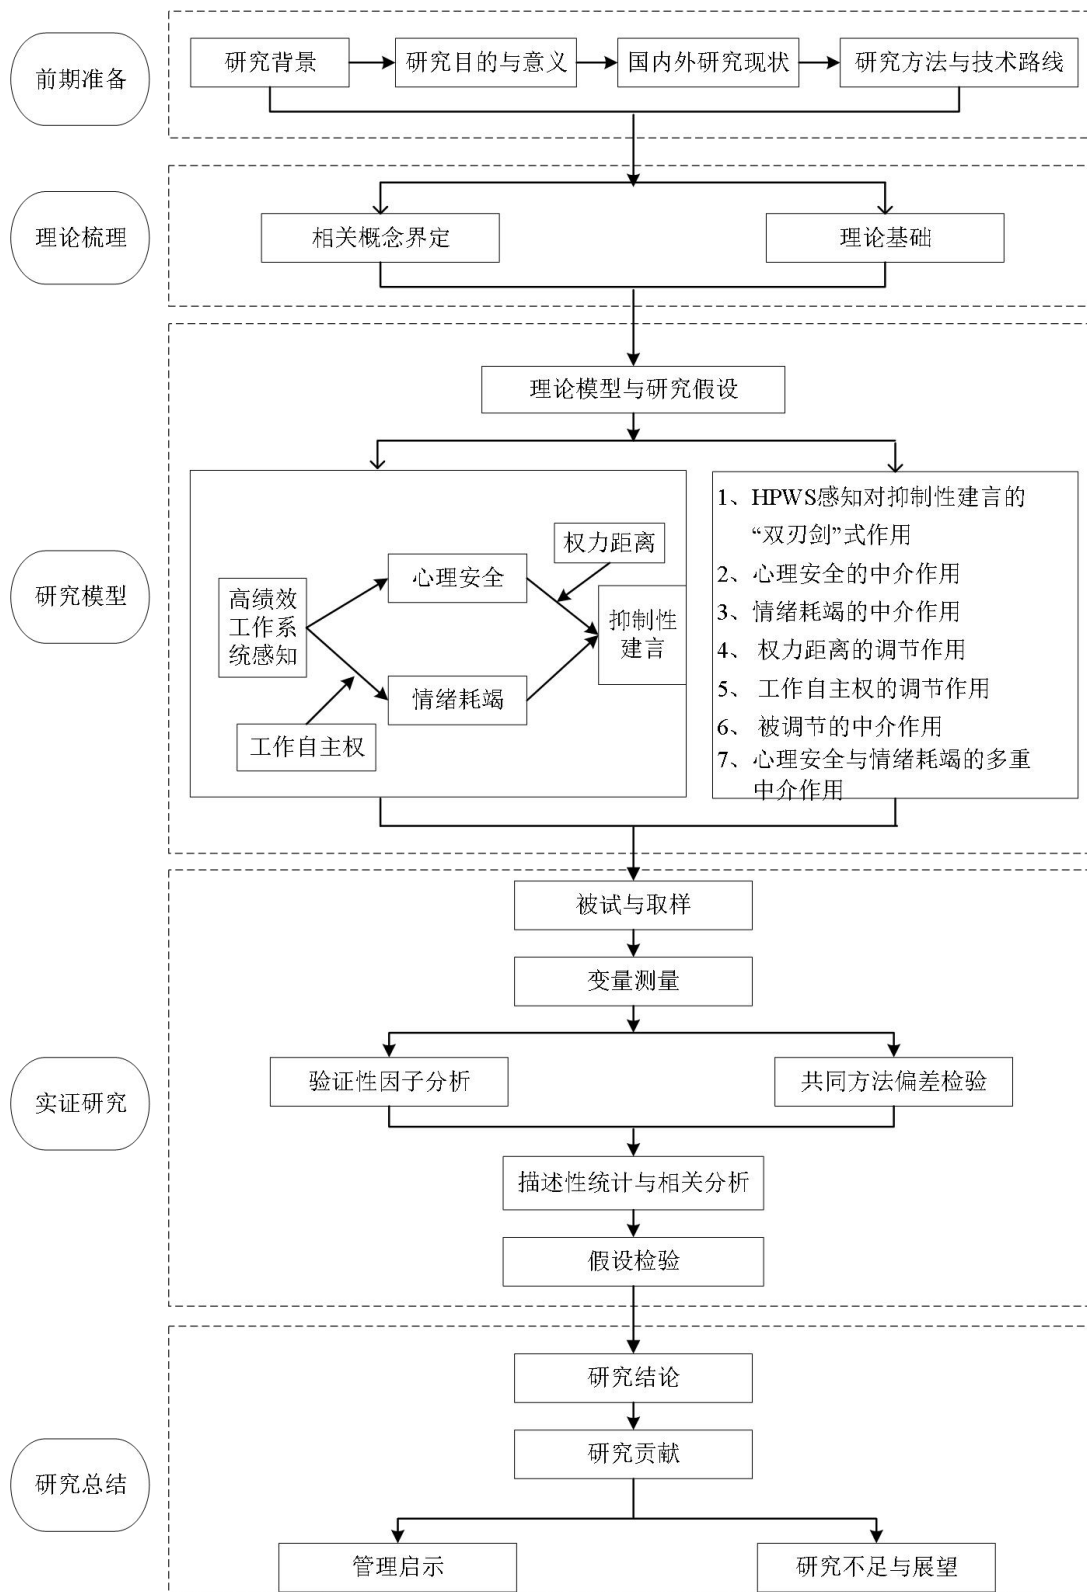 前期准备
研究背景
研究目的与意义
国内外研究现状
研究方法与技术路线
理论梳理
相关概念界定
理论基础
研究模型
理论模型与研究假设
高绩效
工作系
统感知
心理安全
情绪耗竭
权力距离
工作自主权
抑制性
建言
1、HPWS感知对抑制性建言的
“双刃剑”式作用
2、心理安全的中介作用
3、情绪耗竭的中介作用
4、 权力距离的调节作用
5、 工作自主权的调节作用
6、 被调节的中介作用
7、心理安全与情绪耗竭的多重
中介作用
实证研究
被试与取样
变量测量
验证性因子分析
共同方法偏差检验
描述性统计与相关分析
假设检验
研究总结
研究结论
研究贡献
管理启示
研究不足与展望